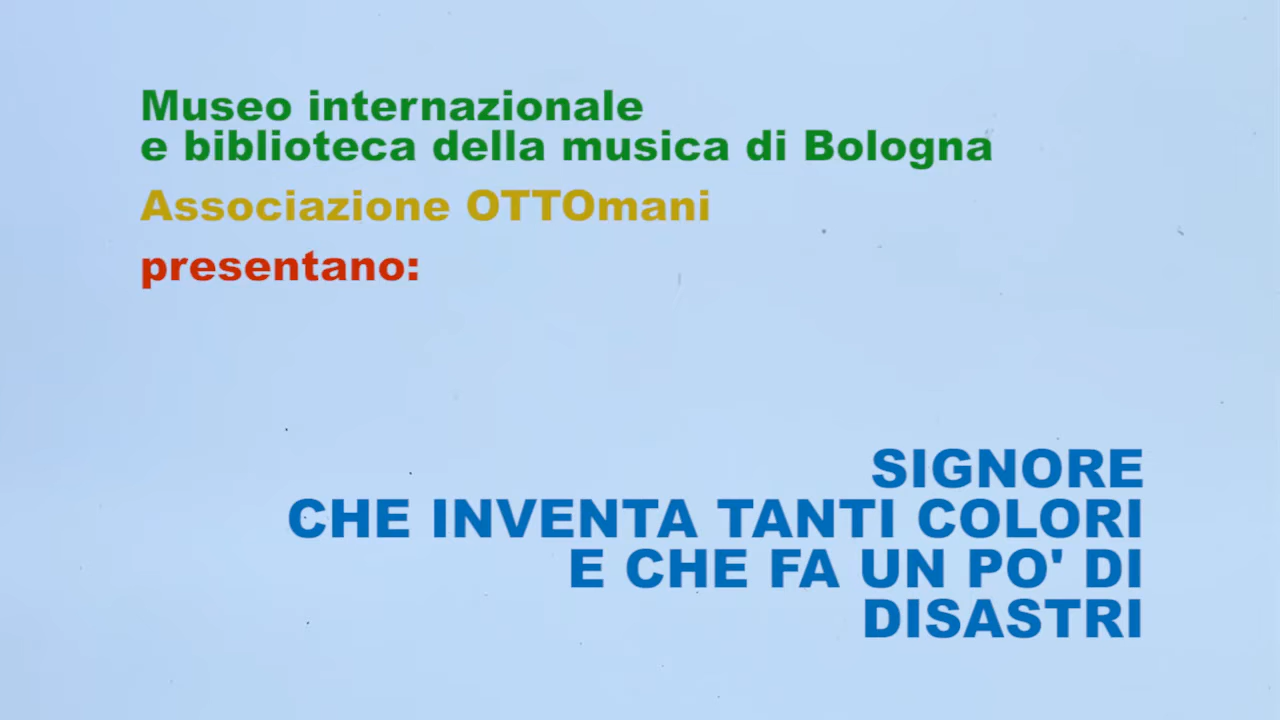 Museo internazionale
e biblioteca della musica di Bologna
Associazione OTTOmani
presentano:
SIGNORE
CHE INVENTA TANTI COLORI
E CHE FA UN PO' DI
DISASTRI